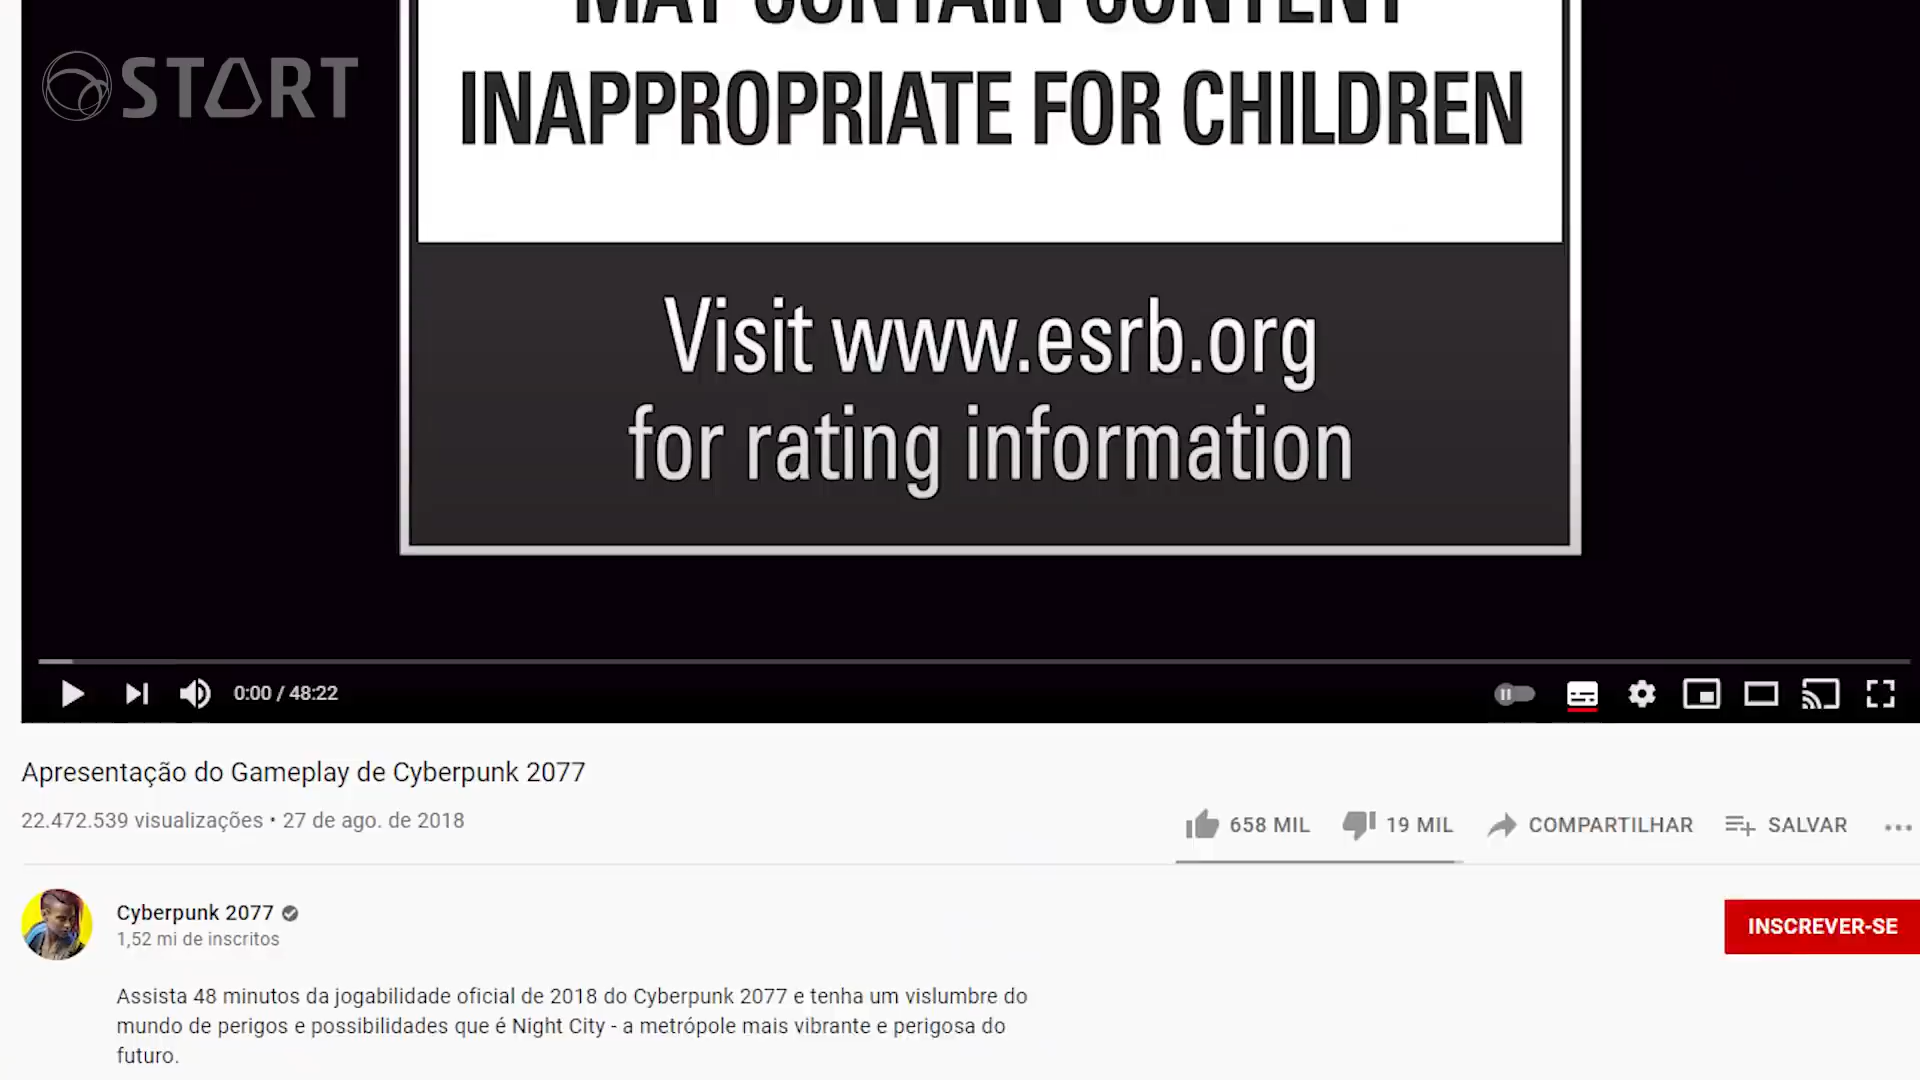 START
MAY CONTAIN CONTENT
INAPPROPRIATE FOR CHILDREN
Visit www.esrb.org
for rating information
0:00 / 48:22
Apresentação do Gameplay de Cyberpunk 2077
22.472.539 visualizações • 27 de ago. de 2018
658 MIL 19 MIL COMPARTILHAR SALVAR
Cyberpunk 2077
1,52 mi de inscritos
INSCREVER-SE
Assista 48 minutos da jogabilidade oficial de 2018 do Cyberpunk 2077 e tenha um vislumbre do
mundo de perigos e possibilidades que é Night City - a metrópole mais vibrante e perigosa do
futuro.